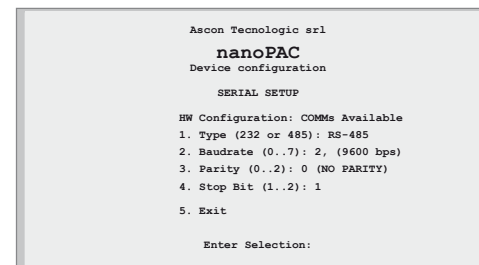 Ascon Tecnologic srl
nanoPAC
Device configuration
SERIAL SETUP
HW Configuration: COMMs Available
1. Type (232 or 485): RS-485
2. Baudrate (0..7): 2, (9600 bps)
3. Parity (0..2): 0 (NO PARITY)
4. Stop Bit (1..2): 1
5. Exit
Enter Selection: